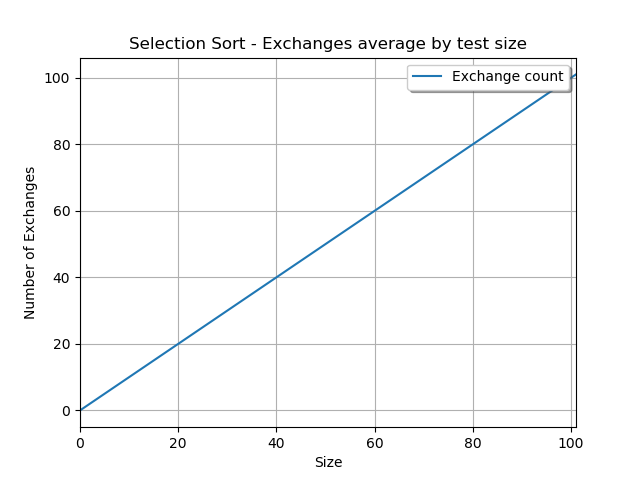 Selection Sort - Exchanges average by test size
Exchange count
Number of Exchanges
100
80
60
40
20
0
0 20 40 60 80 100
Size